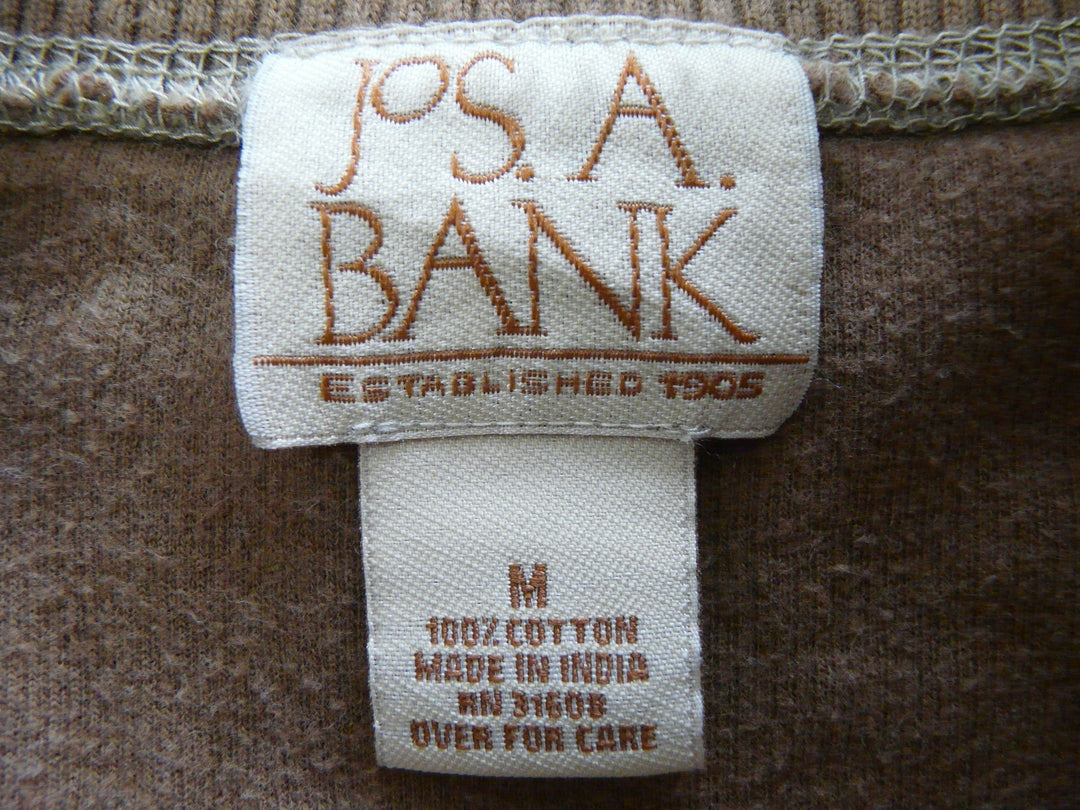 JOS. A.
BANK
ESTABLISHED 1905
M
100% COTTON
MADE IN INDIA
RN 31608
OVER FOR CARE